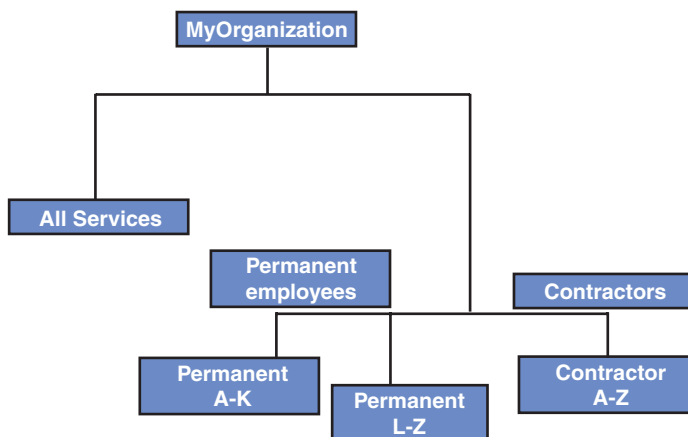 MyOrganization
All Services
Permanent
employees
Contractors
Permanent
A-K
Permanent
L-Z
Contractor
A-Z